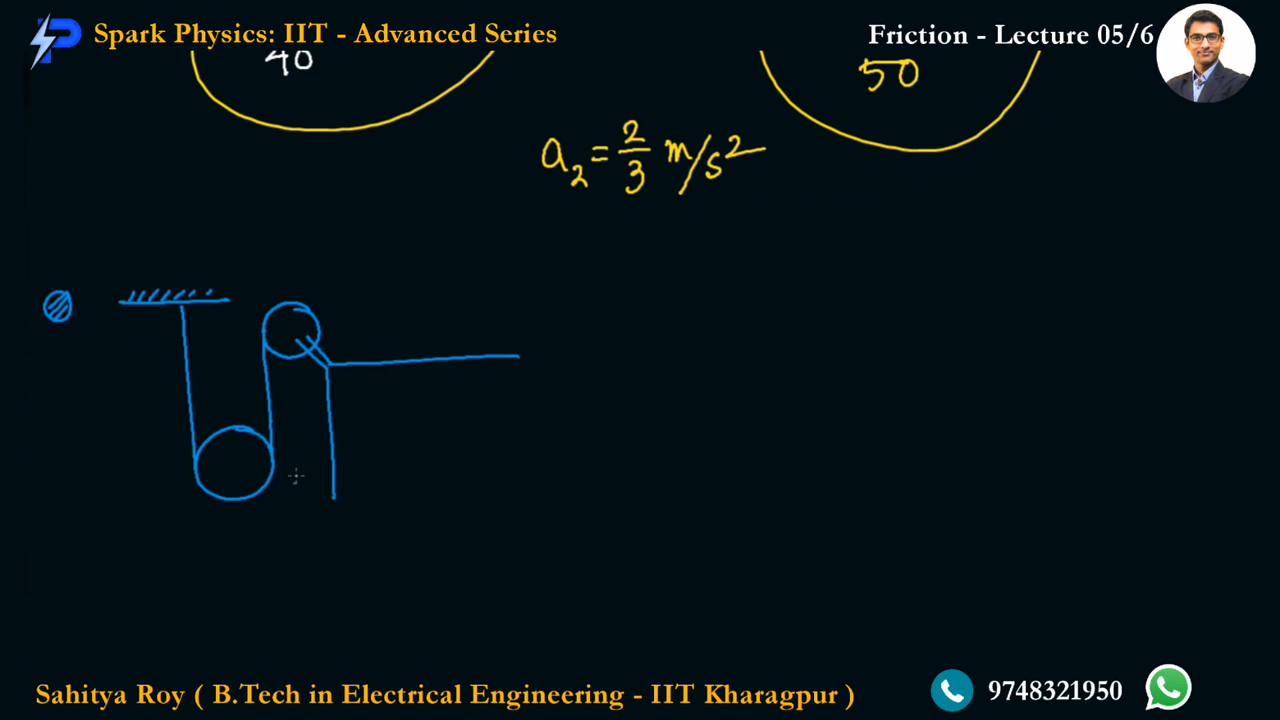 Spark Physics: IIT - Advanced Series
Friction - Lecture 05/6
40
50
a₂ = 2/3 m/s²
Sahitya Roy ( B.Tech in Electrical Engineering - IIT Kharagpur )
9748321950